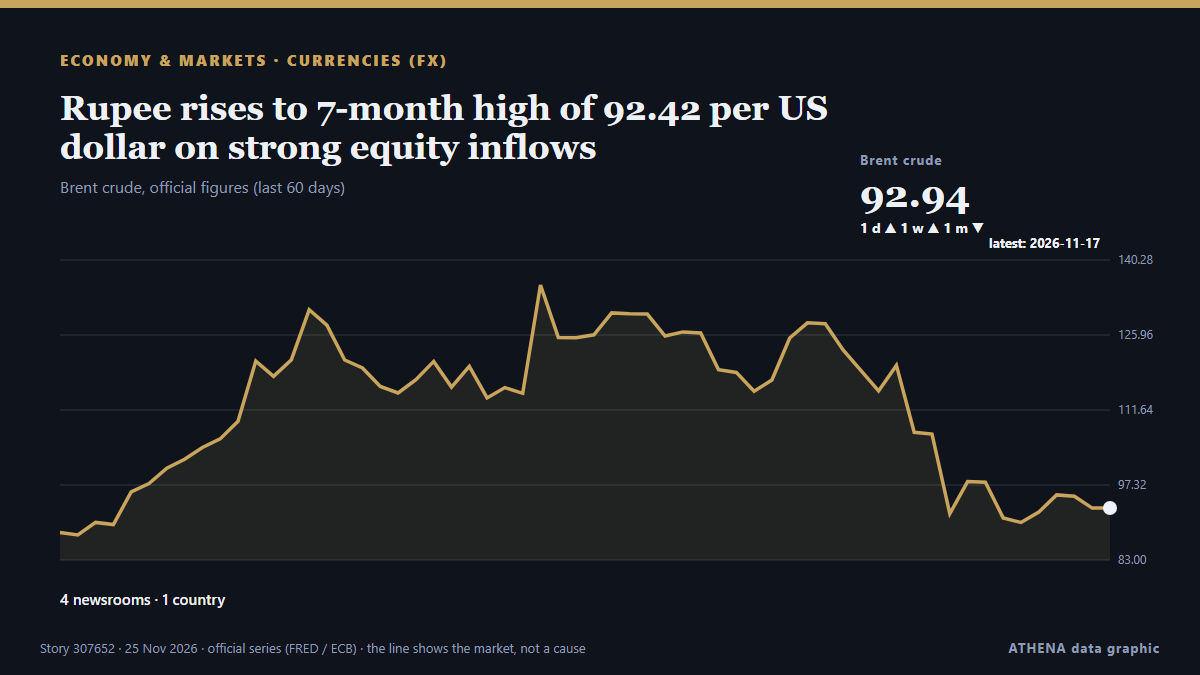 ECONOMY & MARKETS · CURRENCIES (FX)
Rupee rises to 7-month high of 92.42 per US
dollar on strong equity inflows
Brent crude, official figures (last 60 days)
Brent crude
92.94
1 d ▲ 1 w ▲ 1 m ▼
latest: 2026-11-17
140.28
125.96
111.64
97.32
83.00
4 newsrooms · 1 country
Story 307652 · 25 Nov 2026 · official series (FRED / ECB) · the line shows the market, not a cause
ATHENA data graphic